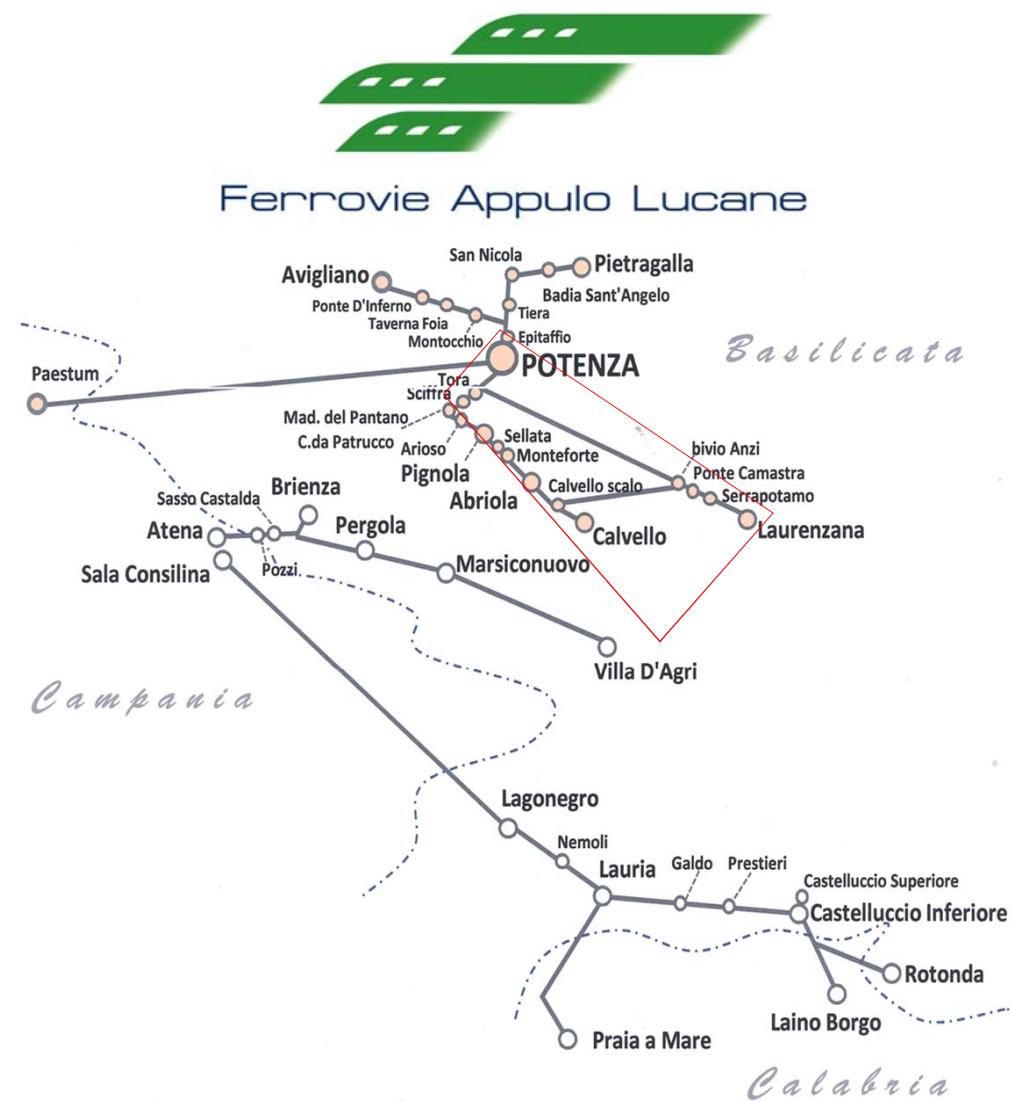 Ferrovie Appulo Lucane
San Nicola
Pietragalla
Avigliano
Badia Sant'Angelo
Ponte D'Inferno
Tiera
Taverna Foia
Montocchio
Epitaffio
Basilicata
POTENZA
Paestum
Tora
Sciffra
Mad. del Pantano
C.da Patrucco
Arioso
Sellata
bivio Anzi
Monteforte
Pignola
Ponte Camastra
Calvello scalo
Serrapotamo
Abriola
Brienza
Sasso Castalda
Pergola
Atena
Laurenzana
Calvello
Marsiconuovo
Pozzi
Sala Consilina
Villa D'Agri
Campania
Lagonegro
Nemoli
Lauria
Galdo
Prestieri
Castelluccio Superiore
Castelluccio Inferiore
Rotonda
Laino Borgo
Praia a Mare
Calabria